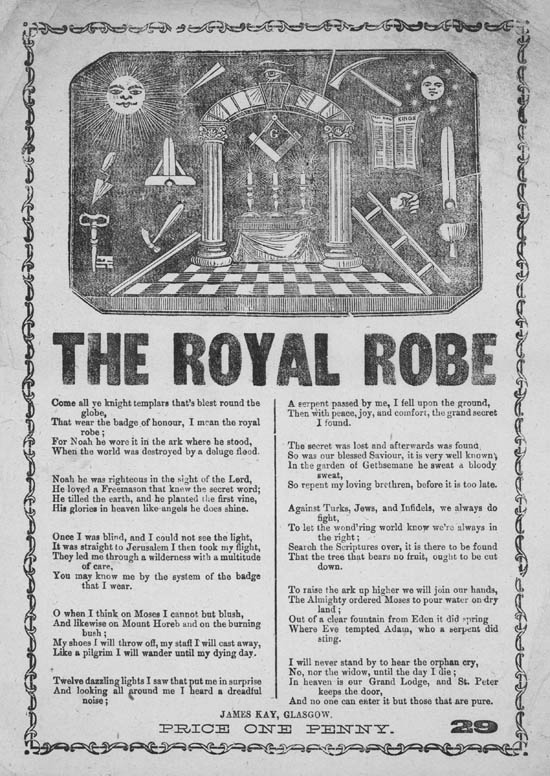 KINGS
G
THE ROYAL ROBE
Come all ye knight templars that's blest round the
globe,
That wear the badge of honour, I mean the royal
robe;
For Noah he wore it in the ark where he stood,
When the world was destroyed by a deluge flood.
Noah he was righteous in the sight of the Lord,
He loved a Freemason that knew the secret word;
He tilled the earth, and he planted the first vine,
His glories in heaven like angels he does shine.
Once I was blind, and I could not see the light,
It was straight to Jerusalem I then took my flight,
They led me through a wilderness with a multitude
of care,
You may know me by the system of the badge
that I wear.
O when I think on Moses I cannot but blush,
And likewise on Mount Horeb and on the burning
bush;
My shoes I will throw off, my staff I will cast away,
Like a pilgrim I will wander until my dying day.
Twelve dazzling lights I saw that put me in surprise
And looking all around me I heard a dreadful
noise;
A serpent passed by me, I fell upon the ground,
Then with peace, joy, and comfort, the grand secret
I found.
The secret was lost and afterwards was found,
So was our blessed Saviour, it is very well known,
In the garden of Gethsemane he sweat a bloody
sweat,
So repent my loving brethren, before it is too late.
Against Turks, Jews, and Infidels, we always do
fight,
To let the wond'ring world know we're always in
the right;
Search the Scriptures over, it is there to be found
That the tree that bears no fruit, ought to be cut
down.
To raise the ark up higher we will join our hands,
The Almighty ordered Moses to pour water on dry
land;
Out of a clear fountain from Eden it did spring
Where Eve tempted Adam, who a serpent did
sting.
I will never stand by to hear the orphan cry,
No, nor the widow, until the day I die;
In heaven is our Grand Lodge, and St. Peter
keeps the door,
And no one can enter it but those that are pure.
JAMES KAY, GLASGOW.
PRICE ONE PENNY.
29